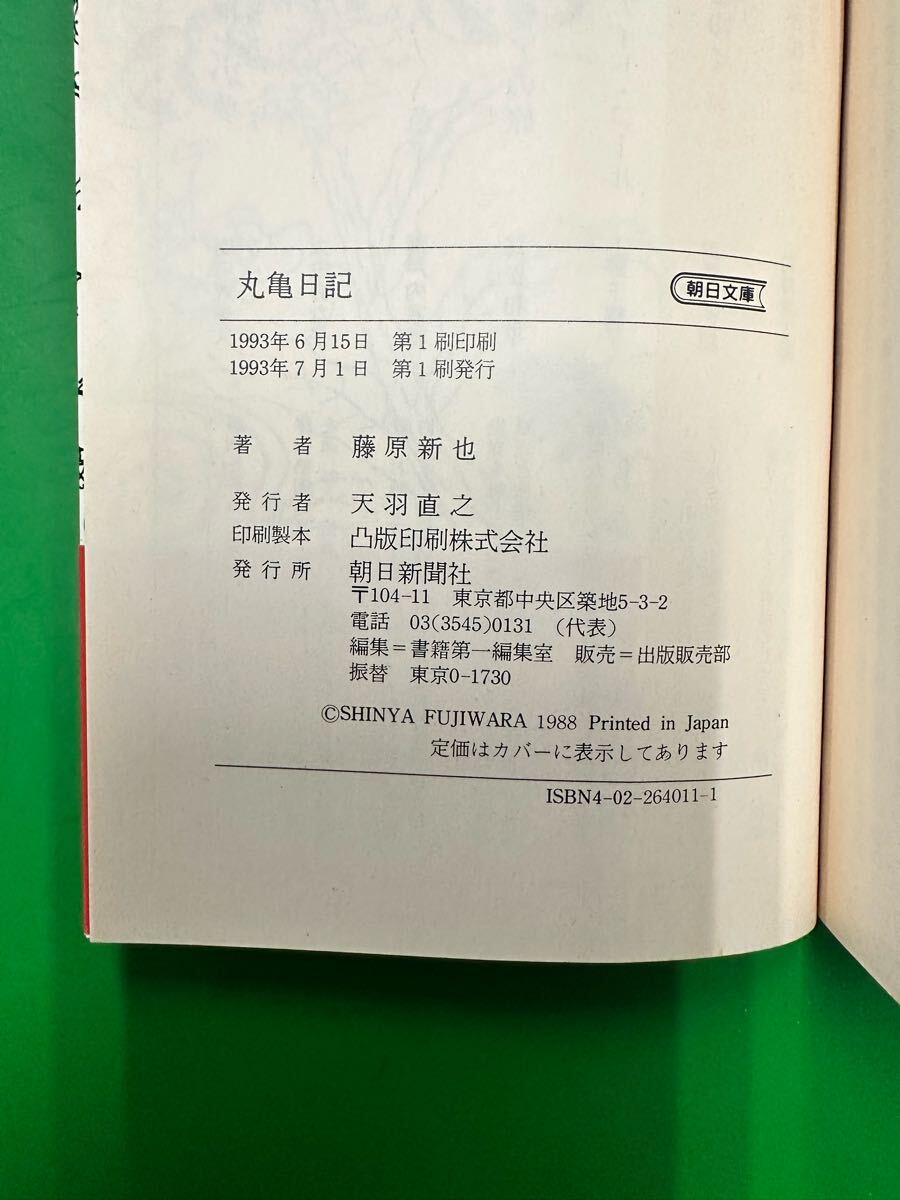 丸亀日記 朝日文庫
1993年6月15日 第1刷印刷
1993年7月1日 第1刷発行
著者 藤原新也
発行者 天羽直之
印刷製本 凸版印刷株式会社
発行所 朝日新聞社
〒104-11 東京都中央区築地5-3-2
電話 03(3545)0131 (代表)
編集=書籍第一編集室 販売=出版販売部
振替 東京0-1730
©SHINYA FUJIWARA 1988 Printed in Japan
定価はカバーに表示してあります
ISBN4-02-264011-1